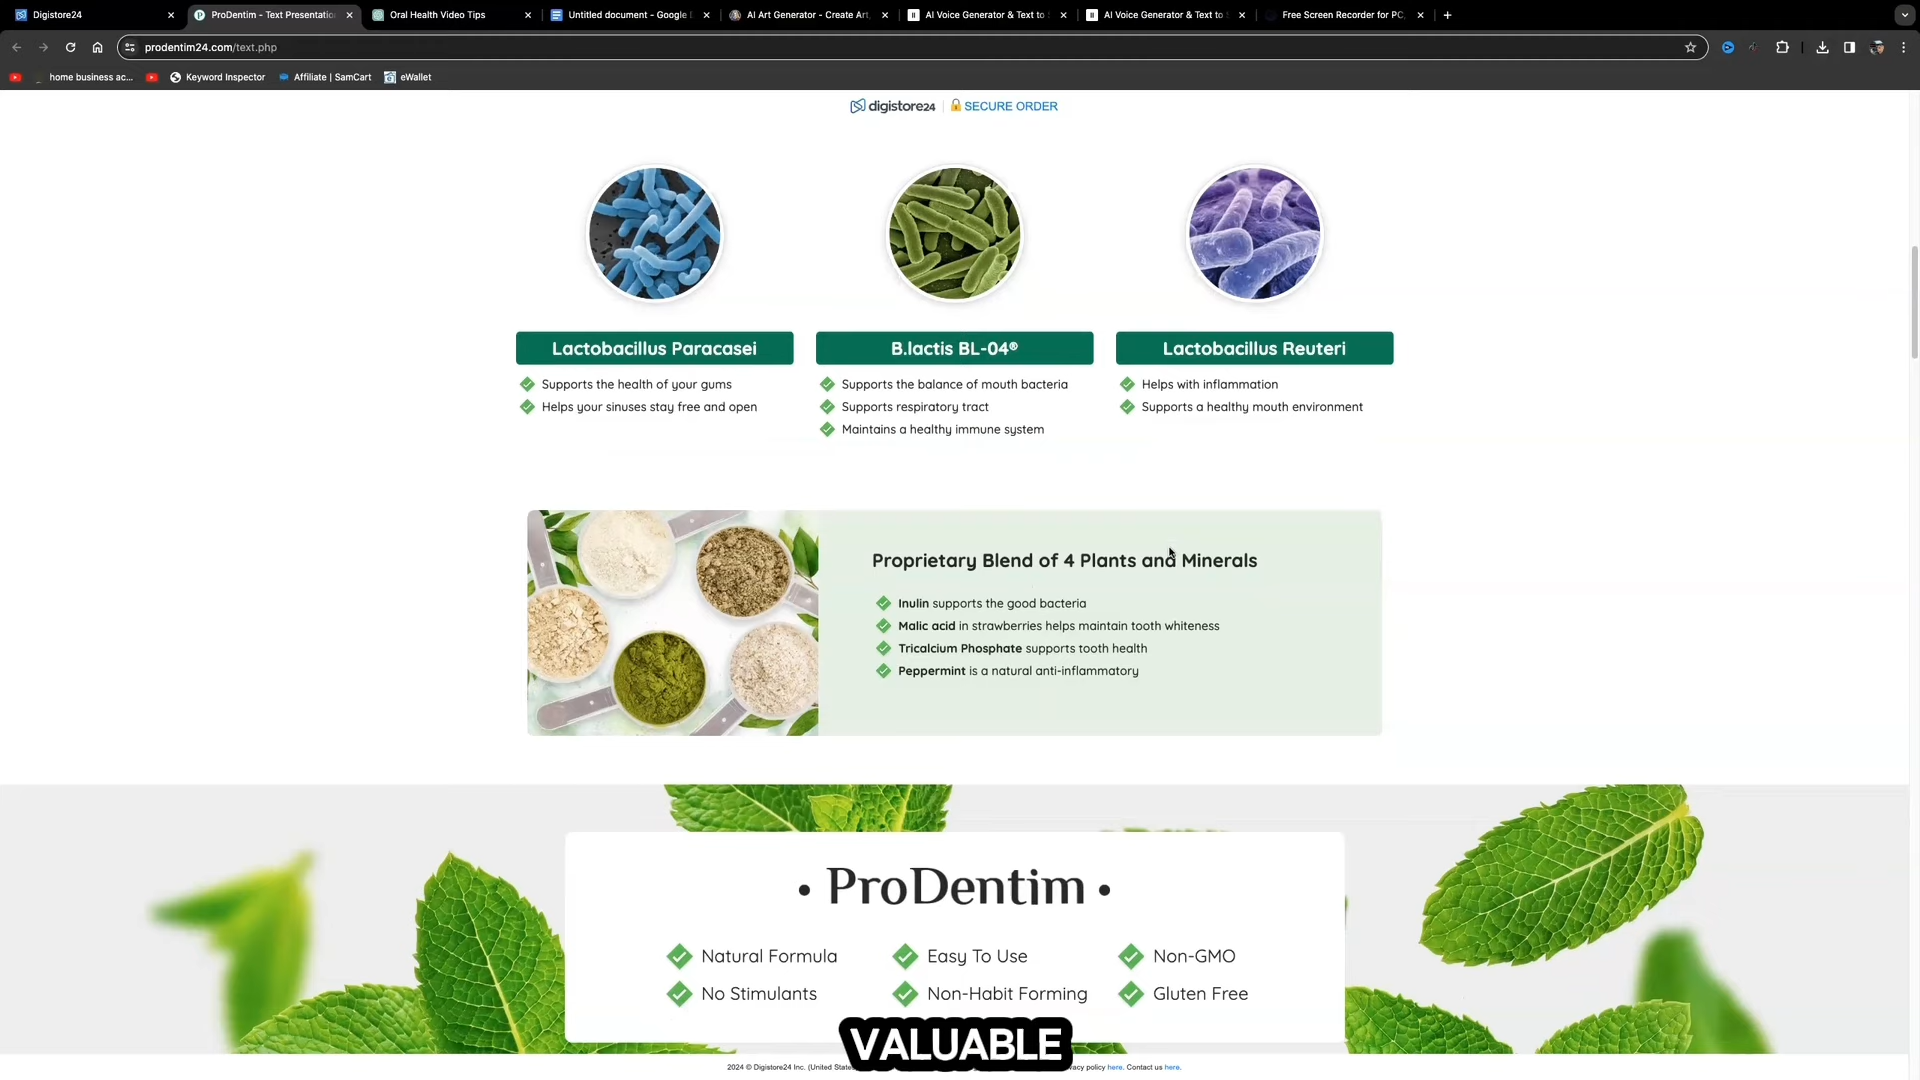 Digistore24
ProDentim - Text Presentatio
Oral Health Video Tips
Untitled document - Google
AI Art Generator - Create Art,
AI Voice Generator & Text to
AI Voice Generator & Text to
Free Screen Recorder for PC,
prodentim24.com/text.php
home business ac...
Keyword Inspector
Affiliate | SamCart
eWallet
digistore24
SECURE ORDER
Lactobacillus Paracasei
Supports the health of your gums
Helps your sinuses stay free and open
B.lactis BL-04®
Supports the balance of mouth bacteria
Supports respiratory tract
Maintains a healthy immune system
Lactobacillus Reuteri
Helps with inflammation
Supports a healthy mouth environment
Proprietary Blend of 4 Plants and Minerals
Inulin supports the good bacteria
Malic acid in strawberries helps maintain tooth whiteness
Tricalcium Phosphate supports tooth health
Peppermint is a natural anti-inflammatory
• ProDentim •
Natural Formula
Easy To Use
Non-GMO
No Stimulants
Non-Habit Forming
Gluten Free
VALUABLE
2024 © Digistore24 Inc. (United States policy here. Contact us here.